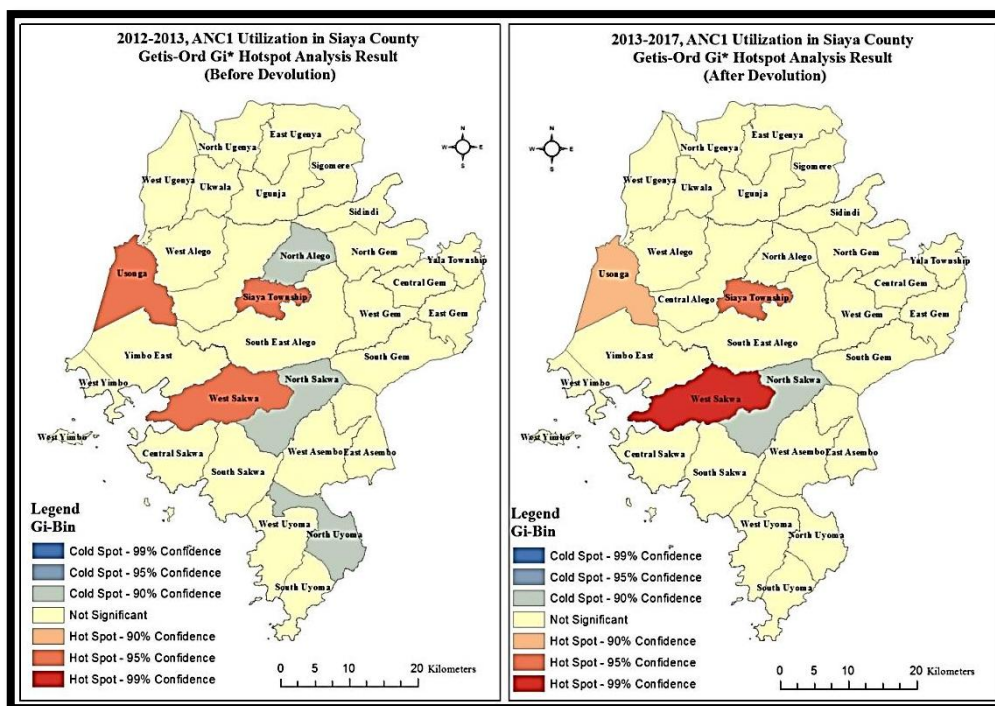 2012-2013, ANC1 Utilization in Siaya County
Getis-Ord Gi* Hotspot Analysis Result
(Before Devolution)
N
W
E
S
East Ugenya
North Ugenya
Sigomere
West Ugenya
Ukwala
Ugunja
Sidindi
West Alego
North Alego
North Gem
Yala Township
Usonga
Central Gem
Siaya Township
West Gem
East Gem
South East Alego
Yimbo East
South Gem
West Yimbo
North Sakwa
West Sakwa
West Yimbo
Central Sakwa
West Asembo
East Asembo
South Sakwa
West Uyoma
North Uyoma
South Uyoma
Legend
Gi-Bin
Cold Spot - 99% Confidence
Cold Spot - 95% Confidence
Cold Spot - 90% Confidence
Not Significant
Hot Spot - 90% Confidence
Hot Spot - 95% Confidence
Hot Spot - 99% Confidence
0 5 10 20 Kilometers
2013-2017, ANC1 Utilization in Siaya County
Getis-Ord Gi* Hotspot Analysis Result
(After Devolution)
N
W
E
S
East Ugenya
North Ugenya
Sigomere
West Ugenya
Ukwala
Ugunja
Sidindi
West Alego
North Alego
North Gem
Yala Township
Usonga
Central Gem
Central Alego
Siaya Township
West Gem
East Gem
South East Alego
Yimbo East
South Gem
West Yimbo
North Sakwa
West Sakwa
West Yimbo
Central Sakwa
West Asembo
East Asembo
South Sakwa
West Uyoma
North Uyoma
South Uyoma
Legend
Gi-Bin
Cold Spot - 99% Confidence
Cold Spot - 95% Confidence
Cold Spot - 90% Confidence
Not Significant
Hot Spot - 90% Confidence
Hot Spot - 95% Confidence
Hot Spot - 99% Confidence
0 5 10 20 Kilometers